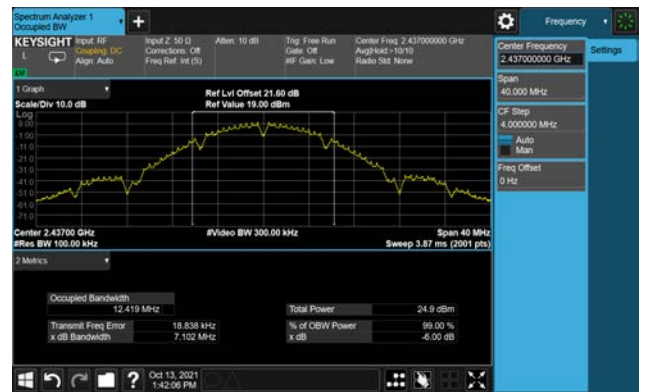 Spectrum Analyzer 1
Occupied BW
Frequency
KEYSIGHT Input: RF
Coupling: DC
Align: Auto
Input Z: 50 Ω
Corrections: Off
Freq Ref: Int (S)
Atten: 10 dB
Trig: Free Run
Gate: Off
#IF Gain: Low
Center Freq: 2.437000000 GHz
Avg|Hold:>10/10
Radio Std: None
L
Center Frequency
2.437000000 GHz
Settings
Span
40.000 MHz
CF Step
4.000000 MHz
Auto
Man
Freq Offset
0 Hz
1 Graph
Scale/Div 10.0 dB
Ref Lvl Offset 21.60 dB
Ref Value 19.00 dBm
Log
9.00
-1.00
-11.0
-21.0
-31.0
-41.0
-51.0
-61.0
-71.0
Center 2.43700 GHz
#Res BW 100.00 kHz
#Video BW 300.00 kHz
Span 40 MHz
Sweep 3.87 ms (2001 pts)
2 Metrics
Occupied Bandwidth
12.419 MHz
Total Power 24.9 dBm
Transmit Freq Error 18.838 kHz
% of OBW Power 99.00 %
x dB Bandwidth 7.102 MHz
x dB -6.00 dB
?
Oct 13, 2021
1:42:06 PM